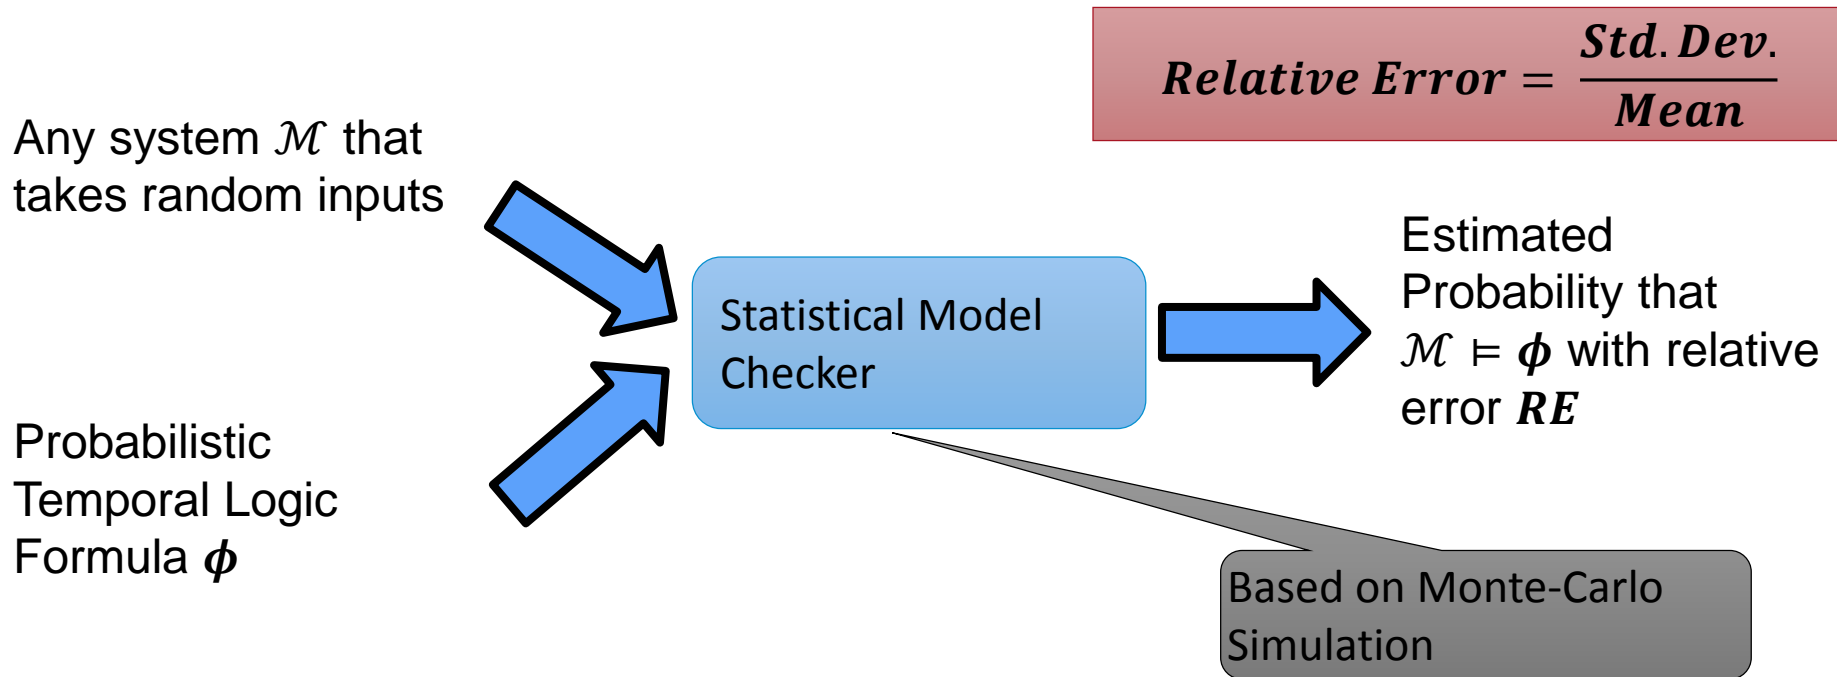 Relative Error = Std. Dev. / Mean
Any system ℳ that
takes random inputs
Statistical Model
Checker
Estimated
Probability that
ℳ ⊨ ϕ with relative
error RE
Probabilistic
Temporal Logic
Formula ϕ
Based on Monte-Carlo
Simulation